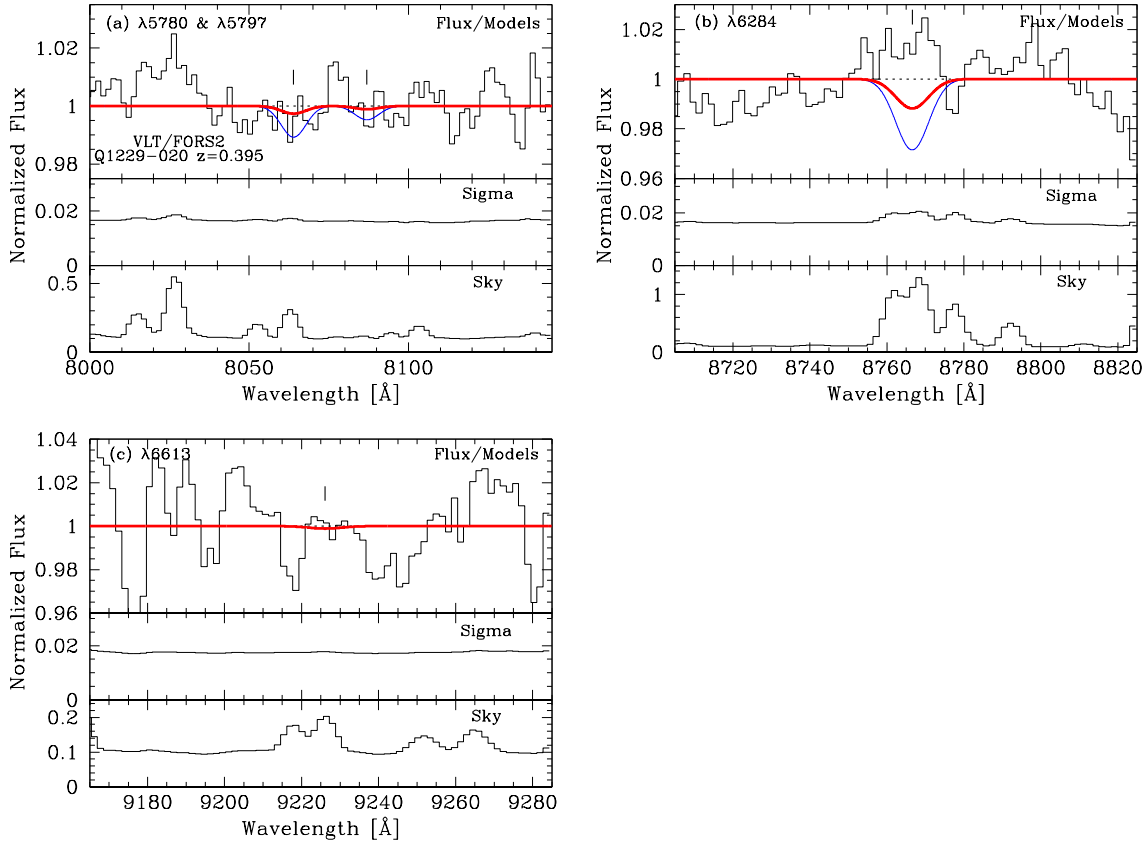 (a) λ5780 & λ5797 Flux/Models
1.02
1
0.98
VLT/FORS2
Q1229-020 z=0.395
Sigma
0.02
0
Sky
0.5
0
8000 8050 8100
Wavelength [Å]
Normalized Flux
(b) λ6284 Flux/Models
1.02
1
0.98
0.96
Sigma
0.02
0
Sky
1
0
8720 8740 8760 8780 8800 8820
Wavelength [Å]
Normalized Flux
(c) λ6613 Flux/Models
1.04
1.02
1
0.98
0.96
Sigma
0.02
0
Sky
0.2
0.1
0
9180 9200 9220 9240 9260 9280
Wavelength [Å]
Normalized Flux